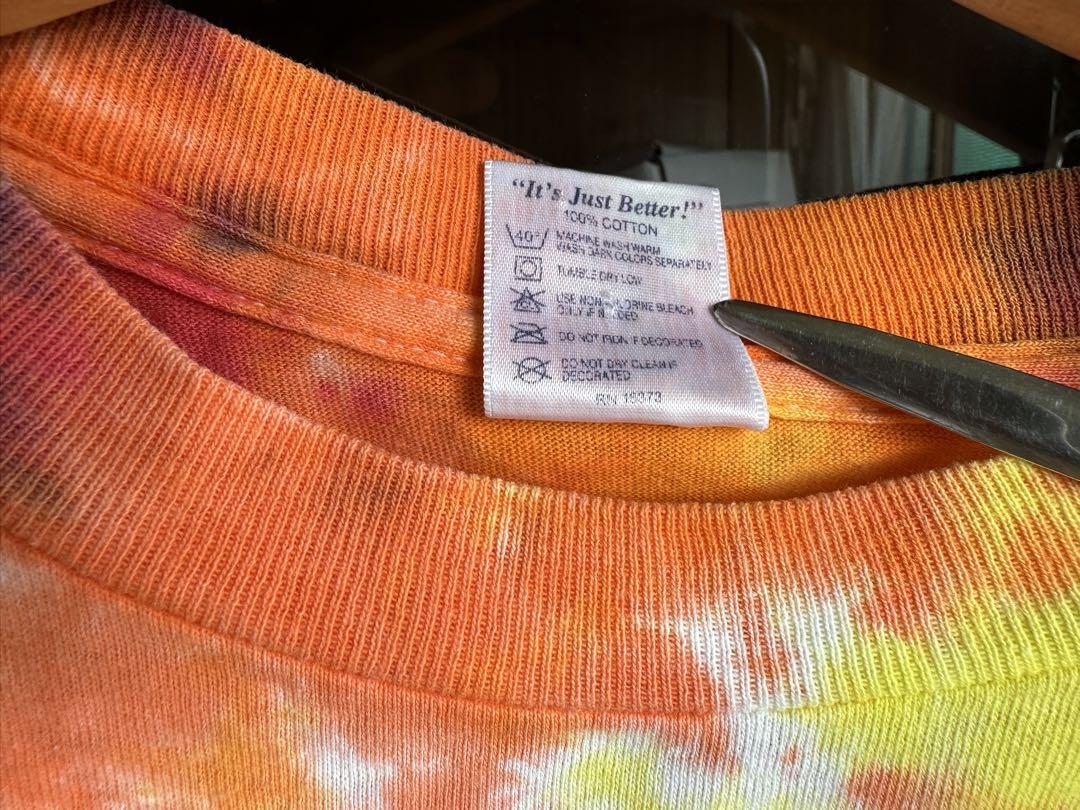 “It's Just Better!”
100% COTTON
40° MACHINE WASH WARM
WASH DARK COLORS SEPARATELY
TUMBLE DRY LOW
USE NON-CHLORINE BLEACH
ONLY IF NEEDED
DO NOT IRON IF DECORATED
DO NOT DRY CLEAN IF
DECORATED
RN